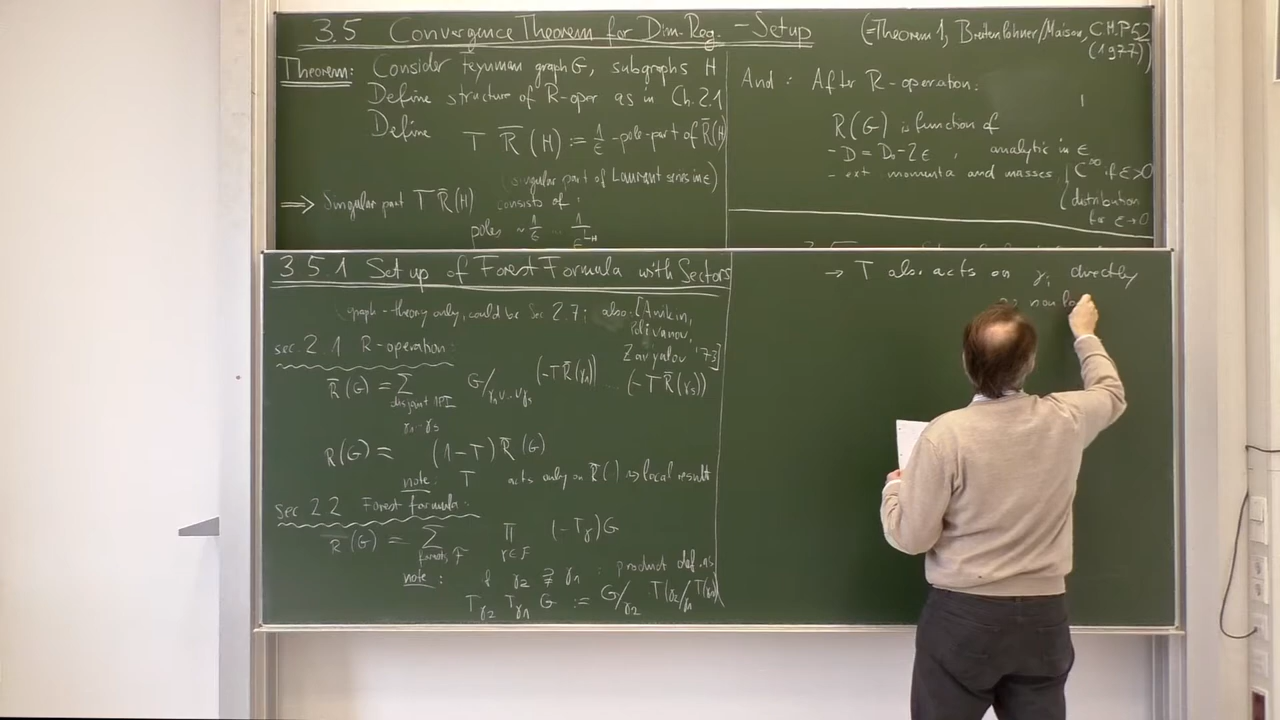 3.5 Convergence Theorem for Dim.Reg. - Setup
(=Theorem 1, Breitenlohner/Maison, C.M.P 52 (1977))
Theorem: Consider Feynman graph G, subgraphs H
Define structure of R-oper as in Ch. 2.1
Define
T R̅ (H) := 1/ε -pole-part of R̅(H)
(singular part of Laurent series in ε)
⟹ Singular part T R̅(H) consists of:
poles ~ 1/ε ...
And: After R-operation:
R(G) is function of
- D = D₀ - 2ε , analytic in ε
- ext momenta and masses { C^∞ if ε>0
distribution
for ε→0
3.5.1 Setup of Forest Formula with Sectors
graph-theory only, could be Sec 2.7; also: [Anikin,
Polivanov,
Zavyalov '73]
sec. 2.1 R-operation:
R̅(G) = ∑ G/γ₁∪...∪γₛ (-T R̅(γ₁)) ... (-T R̅(γₛ))
disjoint 1PI
γ₁...γₛ
R(G) = (1-T) R̅ (G)
note: T acts only on R̅(.) ⇝ local result
sec 2.2 Forest formula:
R(G) = ∑ ∏ (-Tγ) G
forests F γ∈F
note: if γ₂ ⊋ γ₁ : product def. as
Tγ₂ Tγ₁ G := G/γ₂ · T(γ₂/γ₁ T(γ₁))
→ T also acts on γᵢ directly
non lo